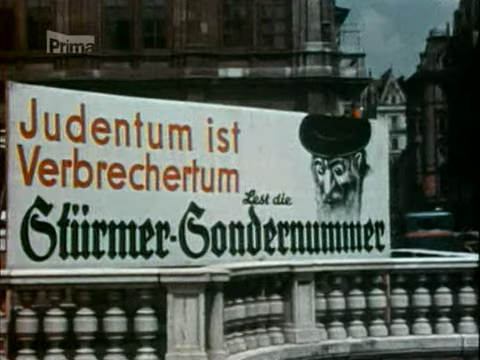 Prima
Judentum ist
Verbrechertum
Lest die
Stürmer-Sondernummer